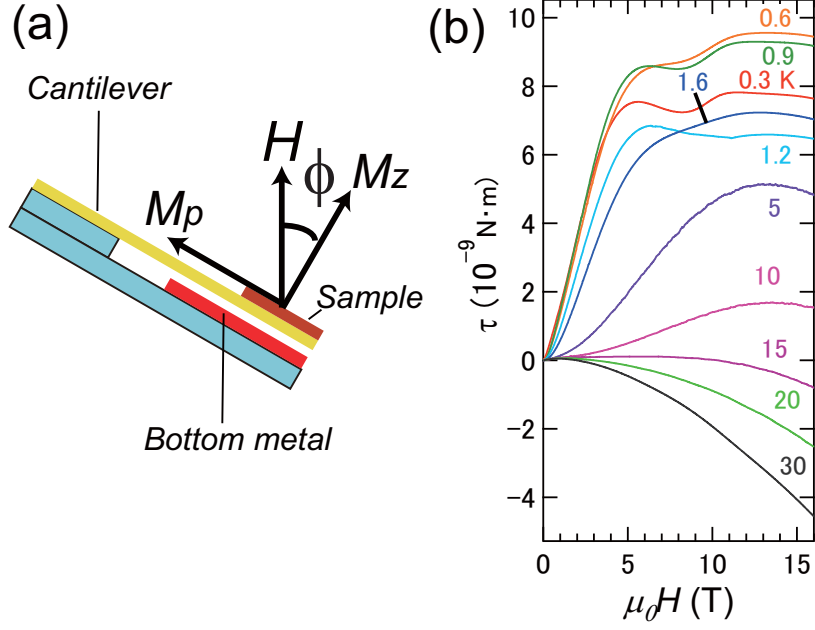 (a)
Cantilever
H
ϕ
Mz
Mp
Sample
Bottom metal
(b)
τ (10⁻⁹ N·m)
10
8
6
4
2
0
−2
−4
0.6
0.9
1.6
0.3 K
1.2
5
10
15
20
30
0
5
10
15
μ₀H (T)